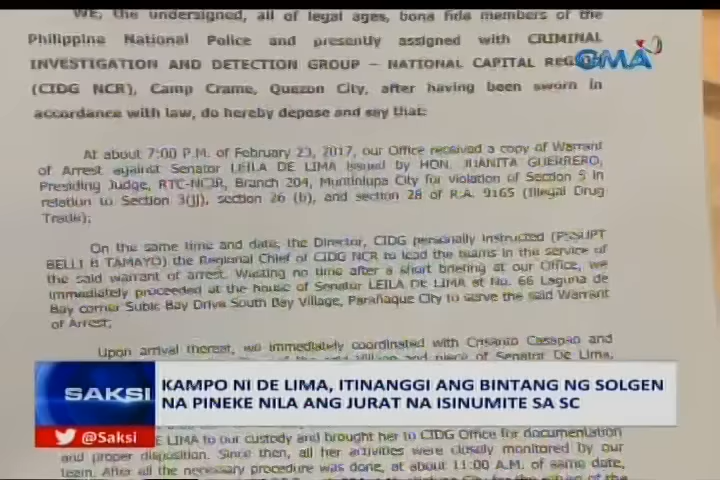 WE, the undersigned, all of legal ages, bona fide members of the
Philippine National Police and presently assigned with CRIMINAL
INVESTIGATION AND DETECTION GROUP – NATIONAL CAPITAL REGION
GMA
(CIDG NCR), Camp Crame, Quezon City, after having been sworn in
accordance with law, do hereby depose and say that:
At about 7:00 P.M. of February 23, 2017, our Office received a copy of Warrant
of Arrest against Senator LEILA DE LIMA issued by HON. JUANITA GUERRERO,
Presiding Judge, RTC-NCJR, Branch 204, Muntinlupa City for violation of Section 5 in
relation to Section 3(jj), section 26 (b), and section 28 of R.A. 9165 (Illegal Drug
Trade);
On the same time and date, the Director, CIDG personally instructed (PSSUPT
BELLI B TAMAYO) the Regional Chief of CIDG NCR to lead the teams in the service of
the said warrant of arrest. Wasting no time after a short briefing at our Office, we
immediately proceeded at the house of Senator LEILA DE LIMA at No. 66 Laguna de
Bay corner Subic Bay Drive South Bay Village, Parañaque City to serve the said Warrant
of Arrest;
Upon arrival thereat, we immediately coordinated with Crisanto Casapao and
Senator De Lima,
SAKSI
KAMPO NI DE LIMA, ITINANGGI ANG BINTANG NG SOLGEN
NA PINEKE NILA ANG JURAT NA ISINUMITE SA SC
@Saksi
LIMA to our custody and brought her to CIDG Office for documentation
and proper disposition. Since then, all her activities were closely monitored by our
team. After all the necessary procedure was done, at about 11:00 A.M. of same date,